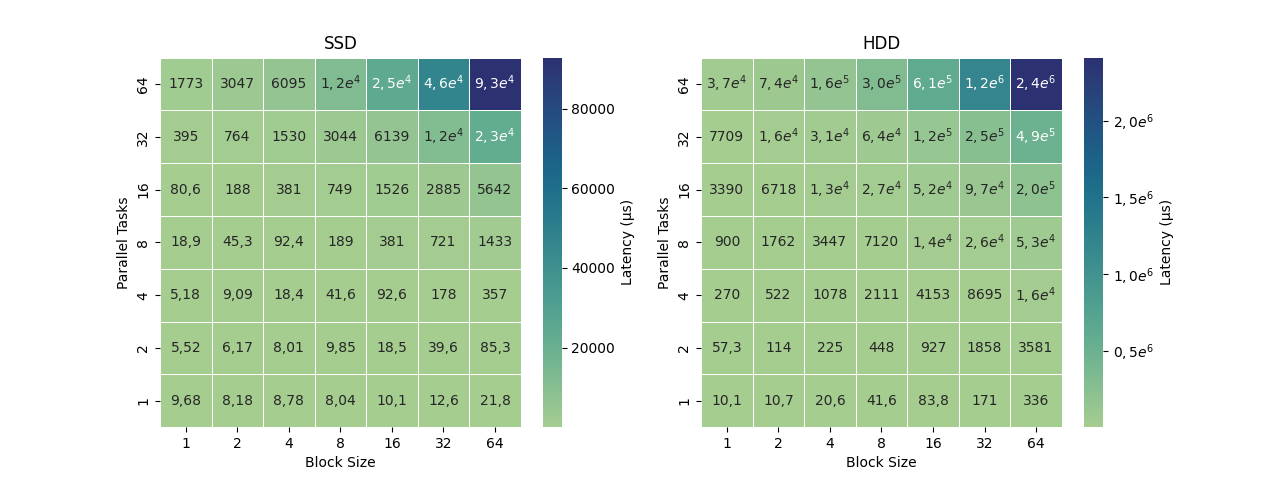 SSD
64 1773 3047 6095 1,2e⁴ 2,5e⁴ 4,6e⁴ 9,3e⁴
32 395 764 1530 3044 6139 1,2e⁴ 2,3e⁴
16 80,6 188 381 749 1526 2885 5642
8 18,9 45,3 92,4 189 381 721 1433
4 5,18 9,09 18,4 41,6 92,6 178 357
2 5,52 6,17 8,01 9,85 18,5 39,6 85,3
1 9,68 8,18 8,78 8,04 10,1 12,6 21,8
1 2 4 8 16 32 64
Parallel Tasks
Block Size
80000
60000
40000
20000
Latency (µs)
HDD
64 3,7e⁴ 7,4e⁴ 1,6e⁵ 3,0e⁵ 6,1e⁵ 1,2e⁶ 2,4e⁶
32 7709 1,6e⁴ 3,1e⁴ 6,4e⁴ 1,2e⁵ 2,5e⁵ 4,9e⁵
16 3390 6718 1,3e⁴ 2,7e⁴ 5,2e⁴ 9,7e⁴ 2,0e⁵
8 900 1762 3447 7120 1,4e⁴ 2,6e⁴ 5,3e⁴
4 270 522 1078 2111 4153 8695 1,6e⁴
2 57,3 114 225 448 927 1858 3581
1 10,1 10,7 20,6 41,6 83,8 171 336
1 2 4 8 16 32 64
Parallel Tasks
Block Size
2,0e⁶
1,5e⁶
1,0e⁶
0,5e⁶
Latency (µs)